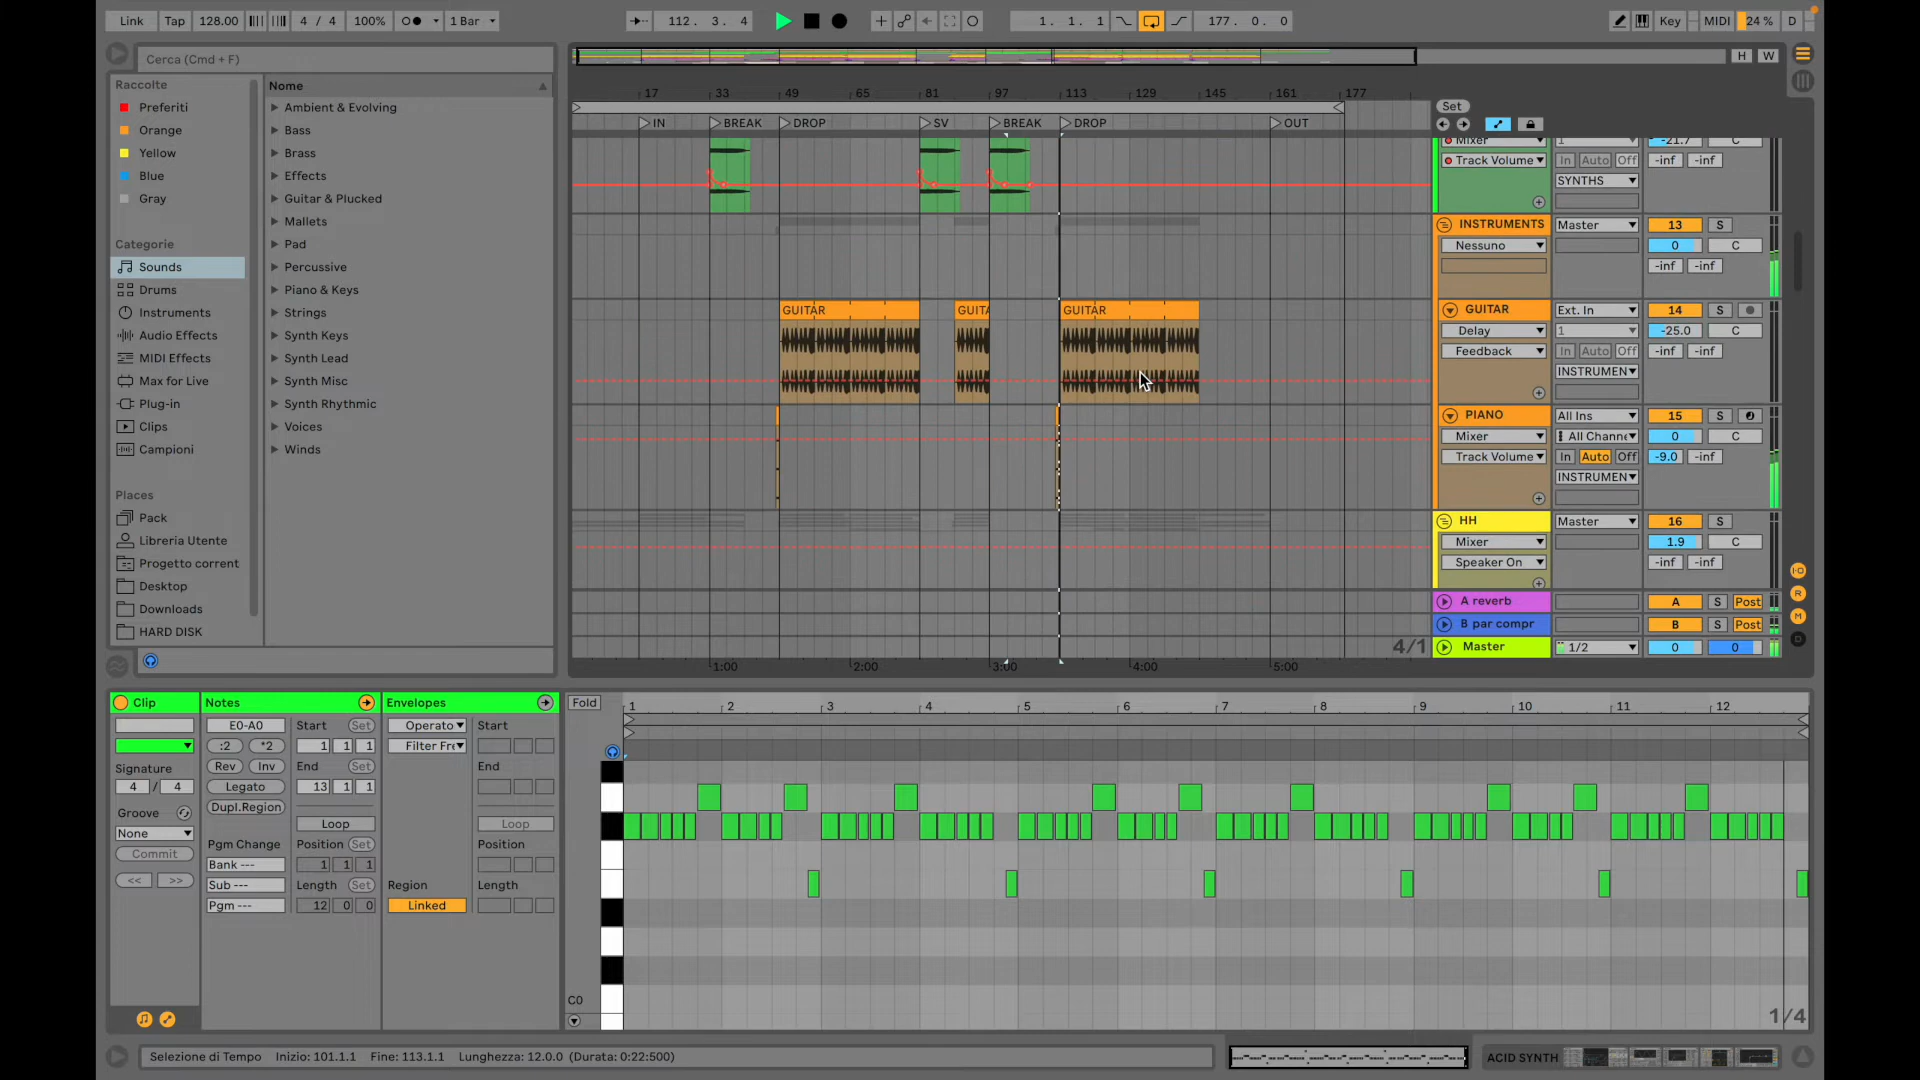 Link Tap 128.00 4 / 4 100% 1 Bar 112. 3. 4 1. 1. 1 177. 0. 0 Key MIDI 24 % D
Cerca (Cmd + F)
H W
Raccolte
Preferiti
Orange
Yellow
Blue
Gray
Categorie
Sounds
Drums
Instruments
Audio Effects
MIDI Effects
Max for Live
Plug-in
Clips
Campioni
Places
Pack
Libreria Utente
Progetto corrent
Desktop
Downloads
HARD DISK
Nome
Ambient & Evolving
Bass
Brass
Effects
Guitar & Plucked
Mallets
Pad
Percussive
Piano & Keys
Strings
Synth Keys
Synth Lead
Synth Misc
Synth Rhythmic
Voices
Winds
17 33 49 65 81 97 113 129 145 161 177
IN BREAK DROP SV BREAK DROP OUT
GUITAR GUITA GUITAR
1:00 2:00 3:00 4:00 5:00
4/1
Set
Mixer 1 -21.7 C
Track Volume In Auto Off -inf -inf
SYNTHS
INSTRUMENTS Master 13 S
Nessuno 0 C
-inf -inf
GUITAR Ext. In 14 S
Delay 1 -25.0 C
Feedback In Auto Off -inf -inf
INSTRUMEN
PIANO All Ins 15 S
Mixer All Channe 0 C
Track Volume In Auto Off -9.0 -inf
INSTRUMEN
HH Master 16 S
Mixer 1.9 C
Speaker On -inf -inf
A reverb A S Post
B par compr B S Post
Master 1/2 0 0
I·O
R
M
D
Clip
Signature
4 / 4
Groove
None
Commit
<< >>
Notes
E0-A0
:2 *2
Rev Inv
Legato
Dupl.Region
Pgm Change
Bank ---
Sub ---
Pgm ---
Start Set
1 1 1
End Set
13 1 1
Loop
Position Set
1 1 1
Length Set
12 0 0
Envelopes
Operato
Filter Fre
Region
Linked
Start
End
Loop
Position
Length
Fold
1 2 3 4 5 6 7 8 9 10 11 12
C0
1/4
Selezione di Tempo Inizio: 101.1.1 Fine: 113.1.1 Lunghezza: 12.0.0 (Durata: 0:22:500)
ACID SYNTH